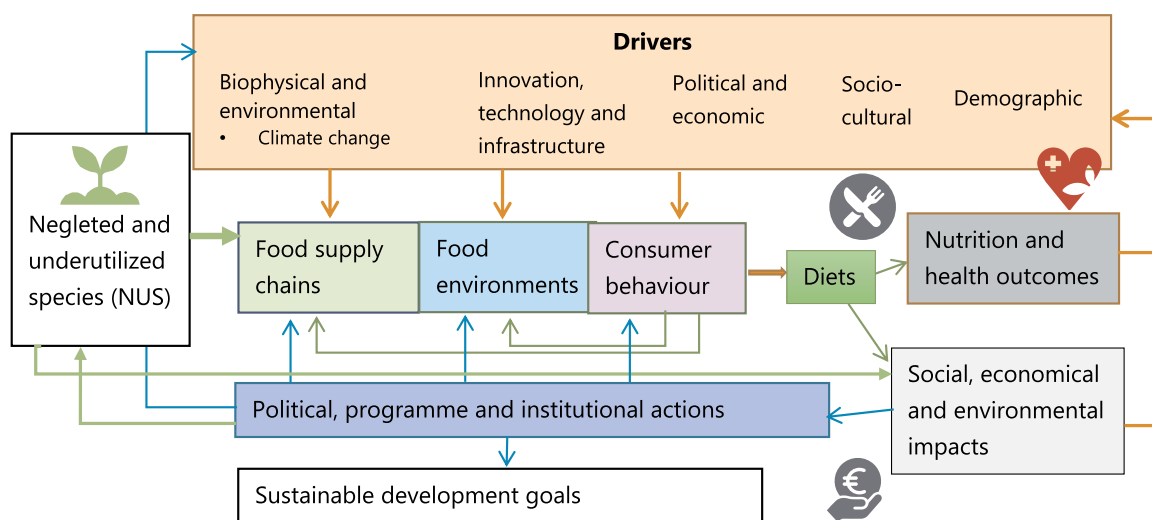 Drivers
Biophysical and
environmental
• Climate change
Innovation,
technology and
infrastructure
Political and
economic
Socio-
cultural
Demographic
Negleted and
underutilized
species (NUS)
Food supply
chains
Food
environments
Consumer
behaviour
Diets
Nutrition and
health outcomes
Social, economical
and environmental
impacts
Political, programme and institutional actions
Sustainable development goals
€